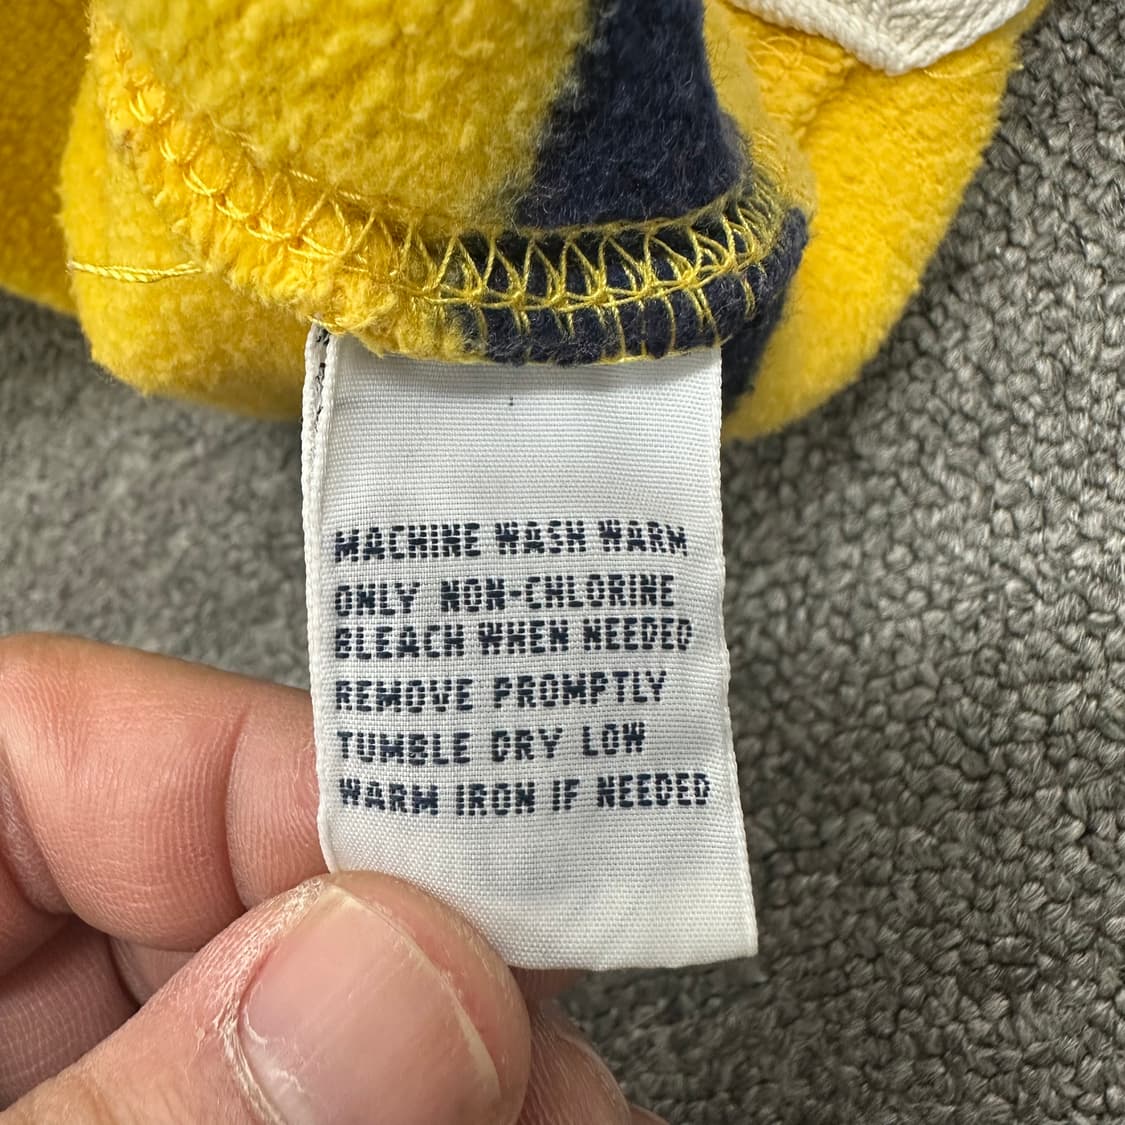 MACHINE WASH WARM
ONLY NON-CHLORINE
BLEACH WHEN NEEDED
REMOVE PROMPTLY
TUMBLE DRY LOW
WARM IRON IF NEEDED